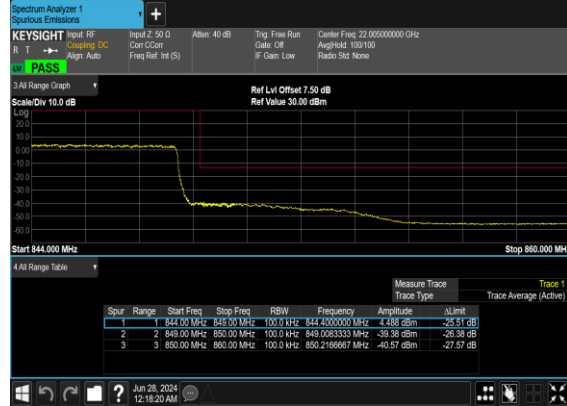 Spectrum Analyzer 1
Spurious Emissions
+
KEYSIGHT Input: RF Input Z: 50 Ω Atten: 40 dB Trig: Free Run Center Freq: 22.005000000 GHz
R T Coupling: DC Corr CCorr Gate: Off Avg|Hold: 100/100
Align: Auto Freq Ref: Int (S) IF Gain: Low Radio Std: None
PASS
3 All Range Graph
Ref Lvl Offset 7.50 dB
Scale/Div 10.0 dB Ref Value 30.00 dBm
Log
20.0
10.0
0.00
-10.0
-20.0
-30.0
-40.0
-50.0
-60.0
Start 844.000 MHz Stop 860.000 MHz
4 All Range Table
Measure Trace Trace 1
Trace Type Trace Average (Active)
Spur Range Start Freq Stop Freq RBW Frequency Amplitude ΔLimit
1 1 844.00 MHz 849.00 MHz 100.0 kHz 844.4000000 MHz 4.488 dBm -25.51 dB
2 2 849.00 MHz 850.00 MHz 100.0 kHz 849.0083333 MHz -39.38 dBm -26.38 dB
3 3 850.00 MHz 860.00 MHz 100.0 kHz 850.2166667 MHz -40.57 dBm -27.57 dB
? Jun 28, 2024
12:18:20 AM